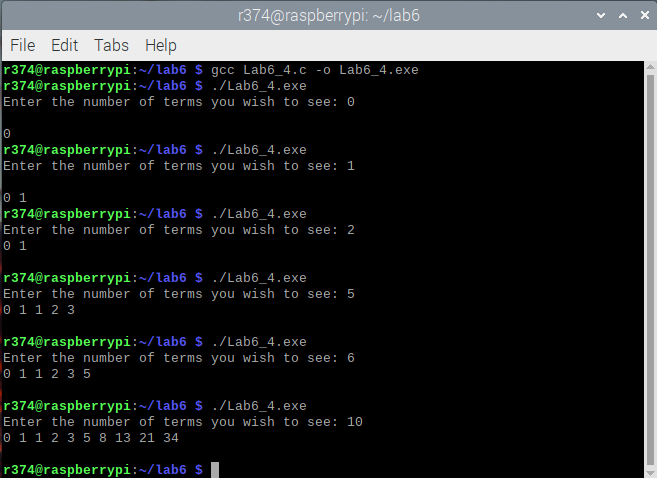 r374@raspberrypi: ~/lab6
File Edit Tabs Help
r374@raspberrypi:~/lab6 $ gcc Lab6_4.c -o Lab6_4.exe
r374@raspberrypi:~/lab6 $ ./Lab6_4.exe
Enter the number of terms you wish to see: 0
0
r374@raspberrypi:~/lab6 $ ./Lab6_4.exe
Enter the number of terms you wish to see: 1
0 1
r374@raspberrypi:~/lab6 $ ./Lab6_4.exe
Enter the number of terms you wish to see: 2
0 1
r374@raspberrypi:~/lab6 $ ./Lab6_4.exe
Enter the number of terms you wish to see: 5
0 1 1 2 3
r374@raspberrypi:~/lab6 $ ./Lab6_4.exe
Enter the number of terms you wish to see: 6
0 1 1 2 3 5
r374@raspberrypi:~/lab6 $ ./Lab6_4.exe
Enter the number of terms you wish to see: 10
0 1 1 2 3 5 8 13 21 34
r374@raspberrypi:~/lab6 $